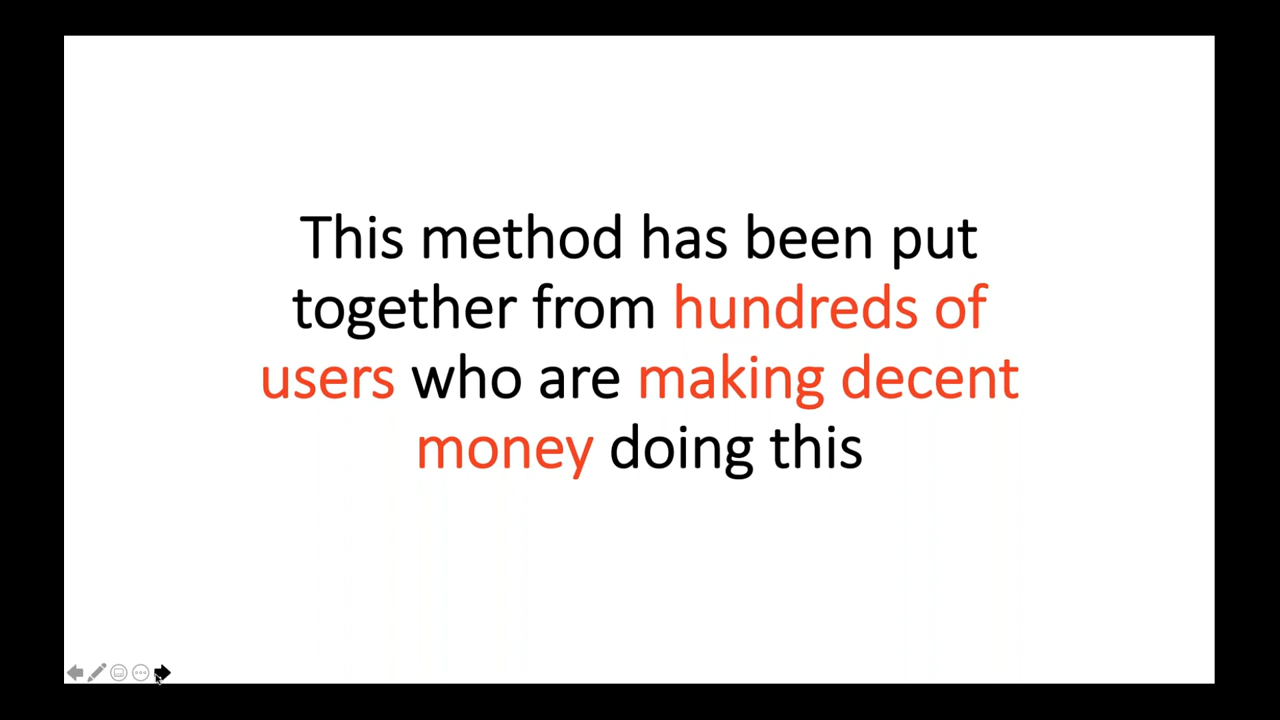 This method has been put
together from hundreds of
users who are making decent
money doing this